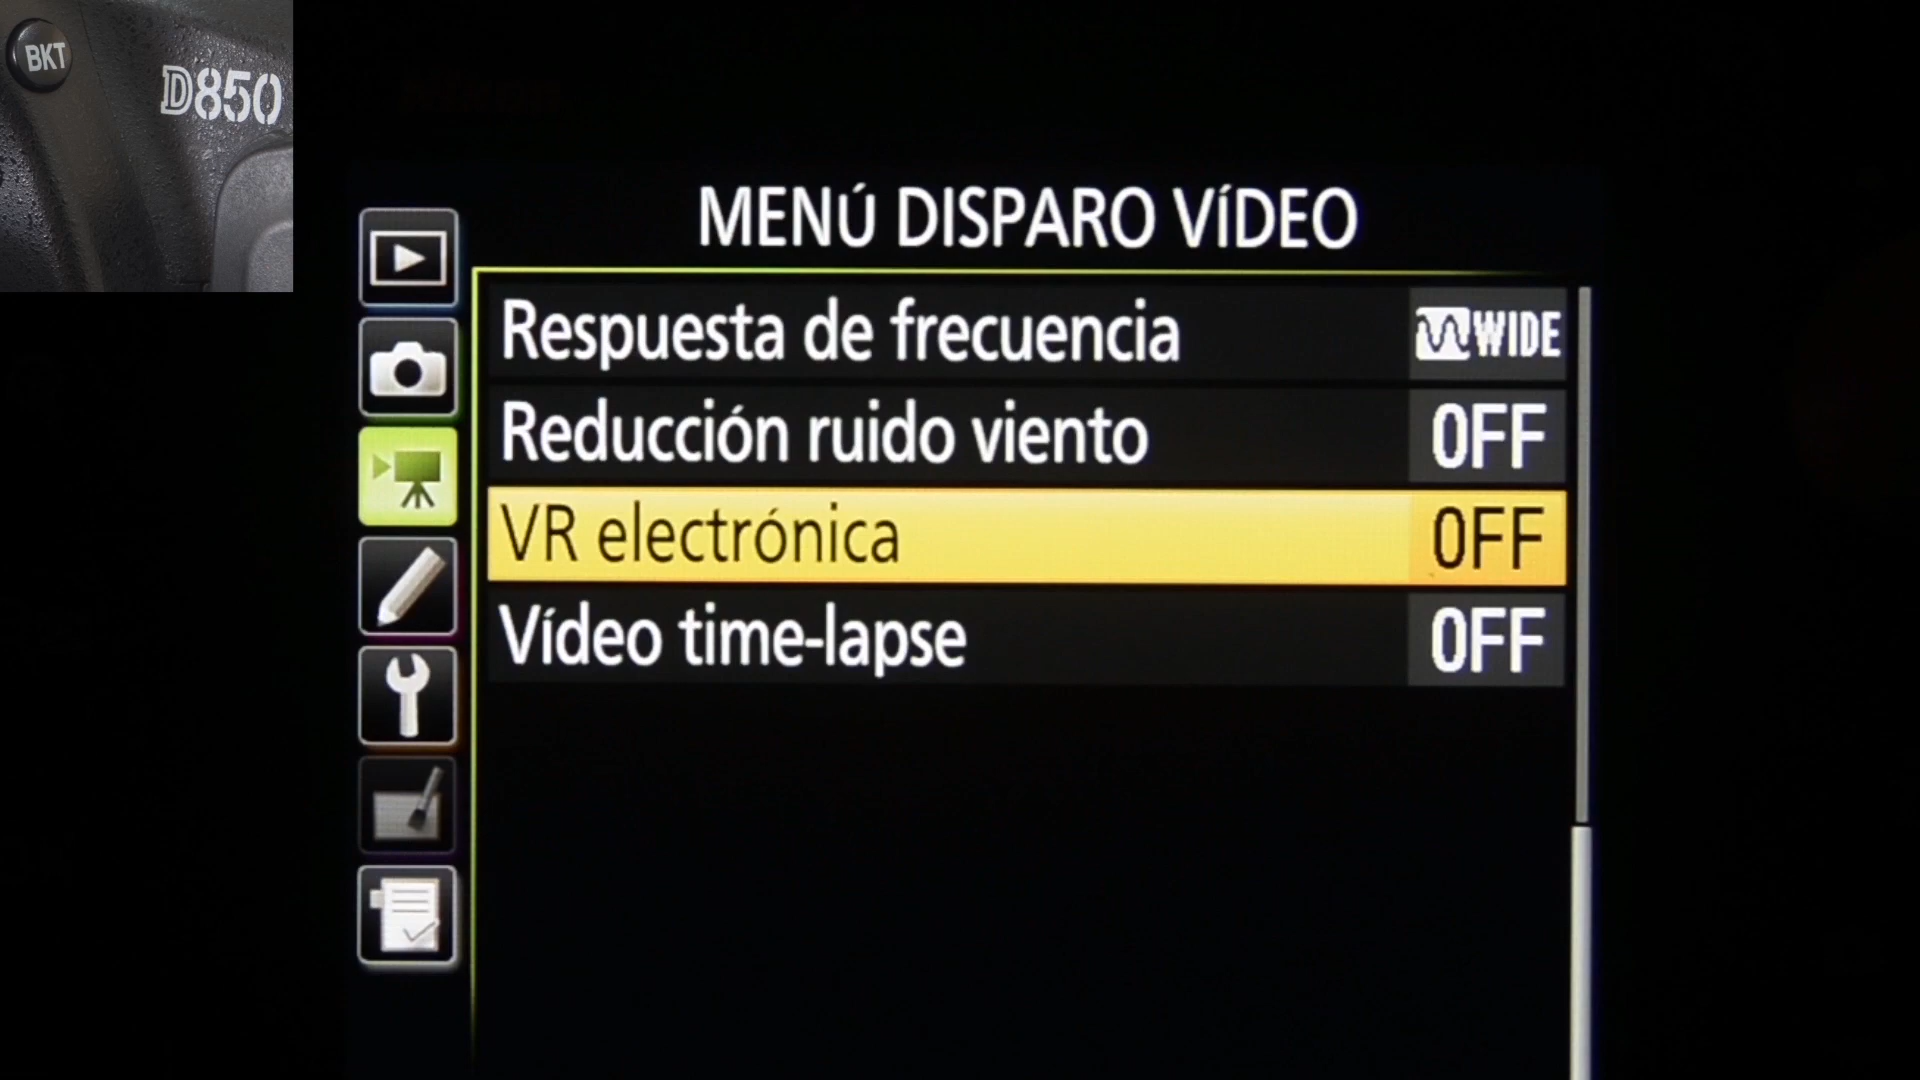 BKT
D850
MENÚ DISPARO VÍDEO
Respuesta de frecuencia WIDE
Reducción ruido viento OFF
VR electrónica OFF
Vídeo time-lapse OFF